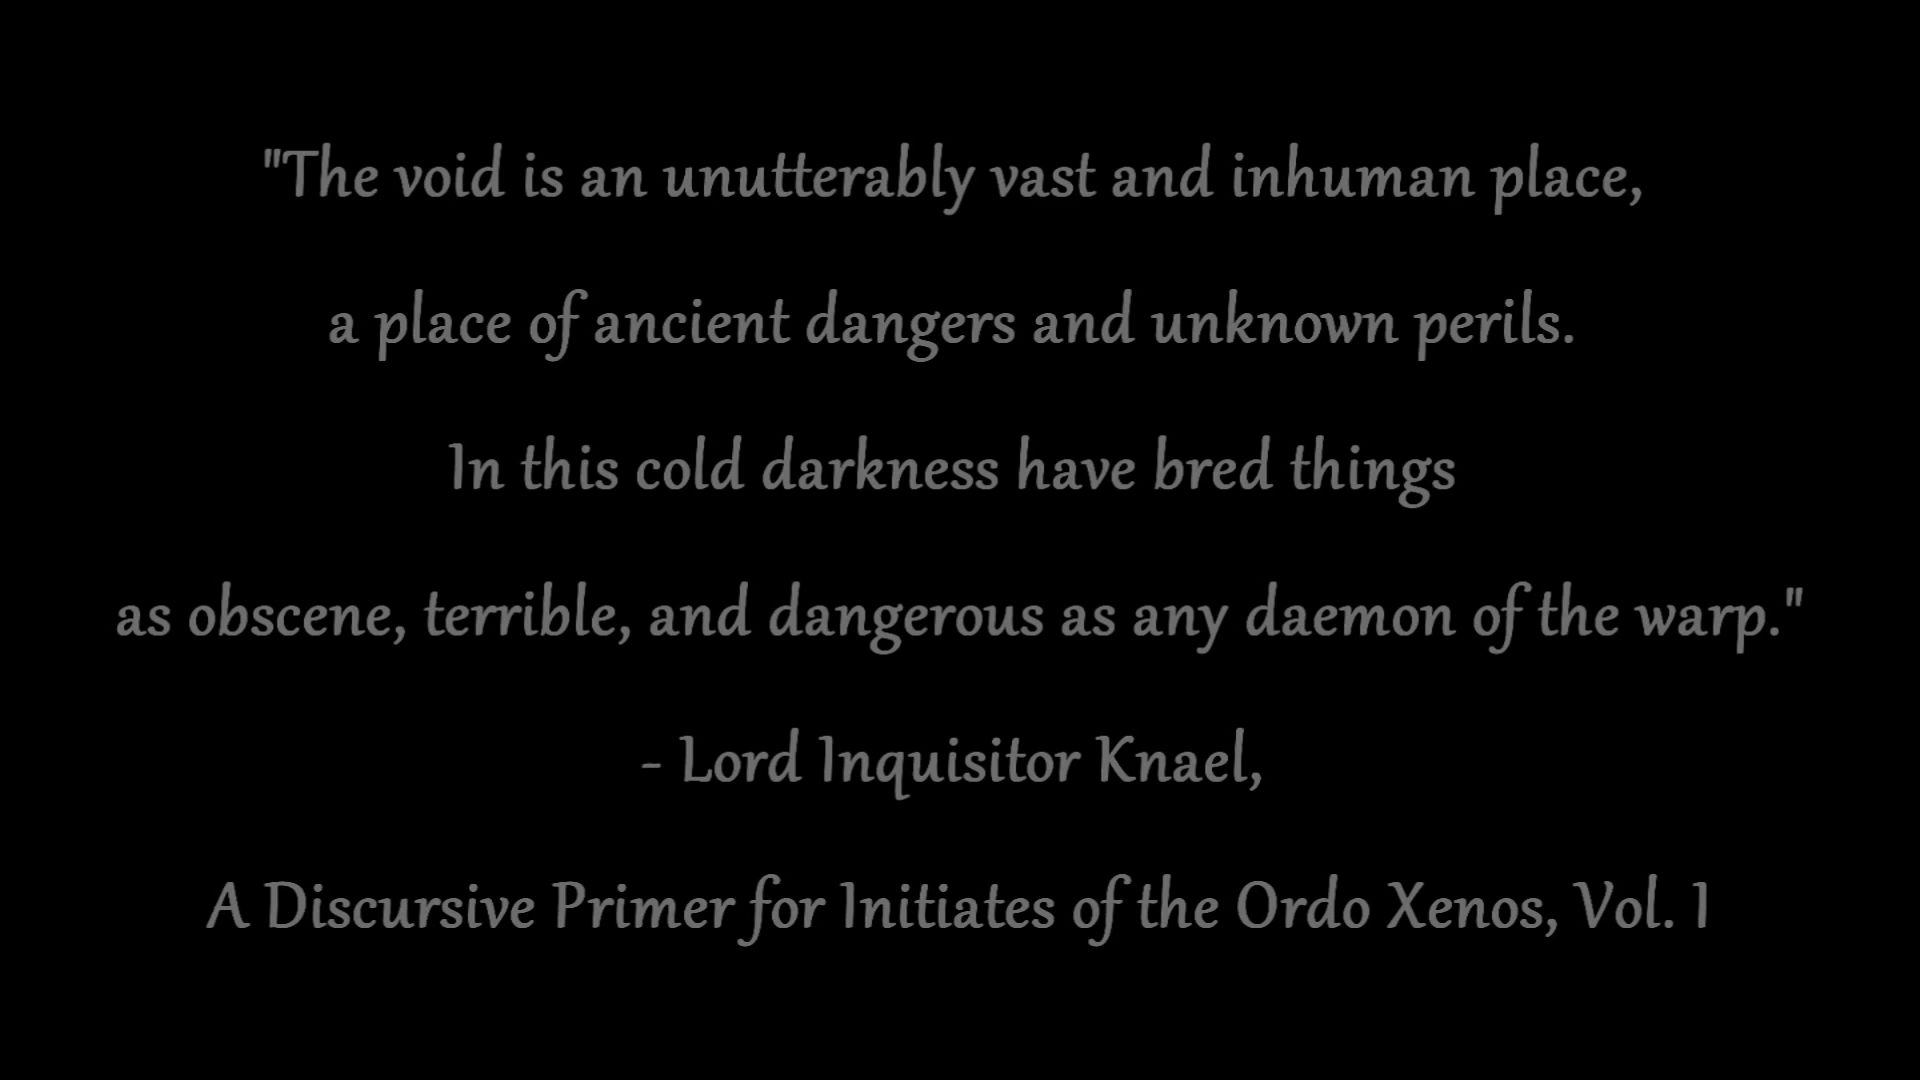 "The void is an unutterably vast and inhuman place,
a place of ancient dangers and unknown perils.
In this cold darkness have bred things
as obscene, terrible, and dangerous as any daemon of the warp."
- Lord Inquisitor Knael,
A Discursive Primer for Initiates of the Ordo Xenos, Vol. I